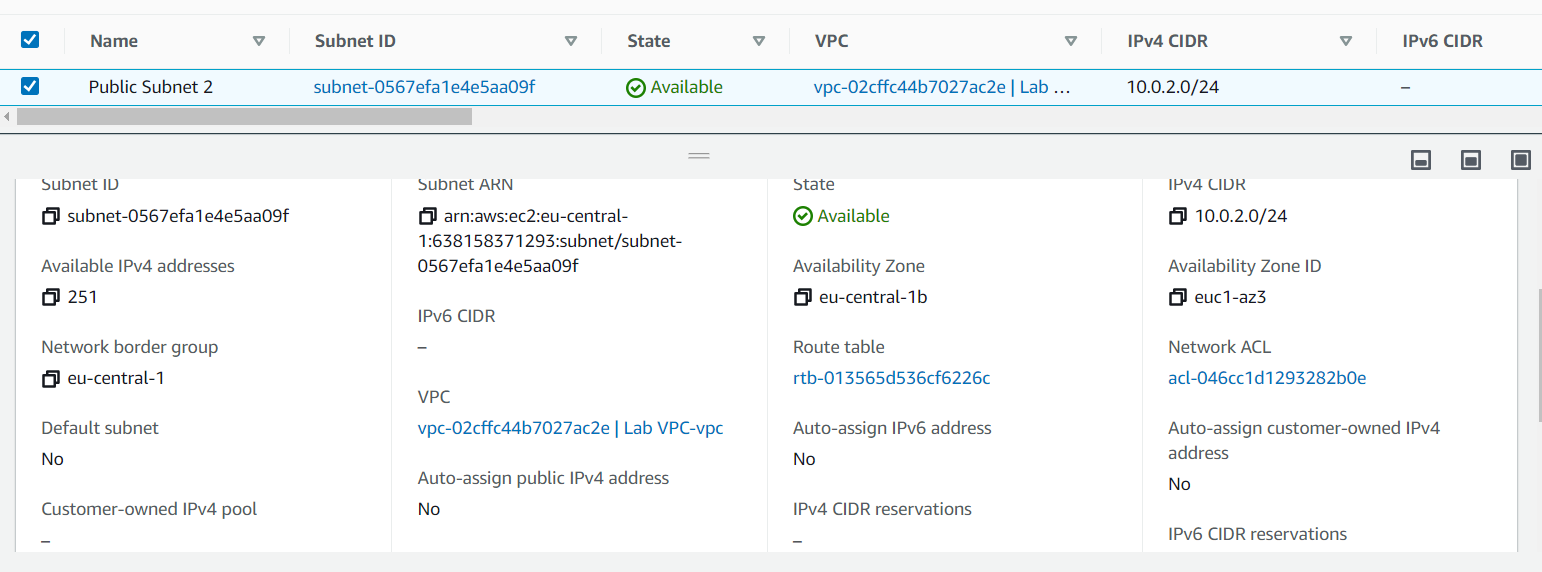 Name Subnet ID State VPC IPv4 CIDR IPv6 CIDR
Public Subnet 2 subnet-0567efa1e4e5aa09f Available vpc-02cffc44b7027ac2e | Lab … 10.0.2.0/24 –
Subnet ID
subnet-0567efa1e4e5aa09f
Available IPv4 addresses
251
Network border group
eu-central-1
Default subnet
No
Customer-owned IPv4 pool
–
Subnet ARN
arn:aws:ec2:eu-central-
1:638158371293:subnet/subnet-
0567efa1e4e5aa09f
IPv6 CIDR
–
VPC
vpc-02cffc44b7027ac2e | Lab VPC-vpc
Auto-assign public IPv4 address
No
State
Available
Availability Zone
eu-central-1b
Route table
rtb-013565d536cf6226c
Auto-assign IPv6 address
No
IPv4 CIDR reservations
–
IPv4 CIDR
10.0.2.0/24
Availability Zone ID
euc1-az3
Network ACL
acl-046cc1d1293282b0e
Auto-assign customer-owned IPv4
address
No
IPv6 CIDR reservations